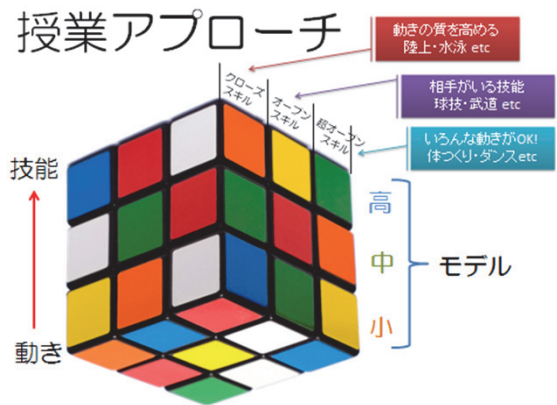 授業アプローチ
動きの質を高める
陸上・水泳 etc
相手がいる技能
球技・武道 etc
いろんな動きがOK!
体つくり・ダンスetc
クローズ
スキル
オープン
スキル
超オープン
スキル
技能
動き
高
中
小
モデル